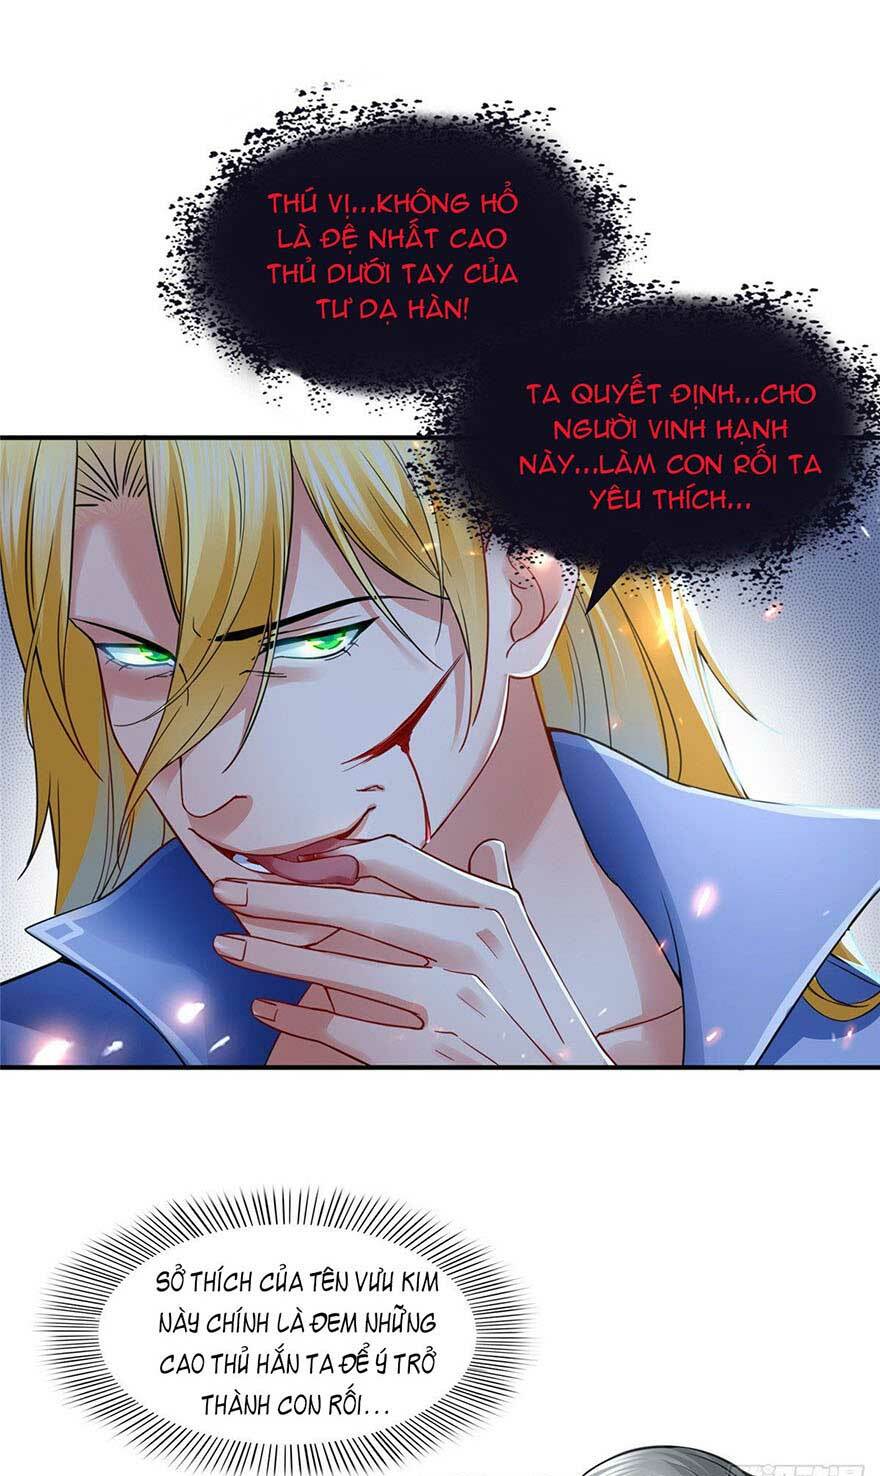 THÚ VỊ...KHÔNG HỔ
LÀ ĐỆ NHẤT CAO
THỦ DƯỚI TAY CỦA
TƯ DẠ HÀN!
TA QUYẾT ĐỊNH...CHO
NGƯỜI VINH HẠNH
NÀY...LÀM CON RỐI TA
YÊU THÍCH...
SỞ THÍCH CỦA TÊN VƯU KIM
NÀY CHÍNH LÀ ĐEM NHỮNG
CAO THỦ HẮN TA ĐỂ Ý TRỞ
THÀNH CON RỐI...